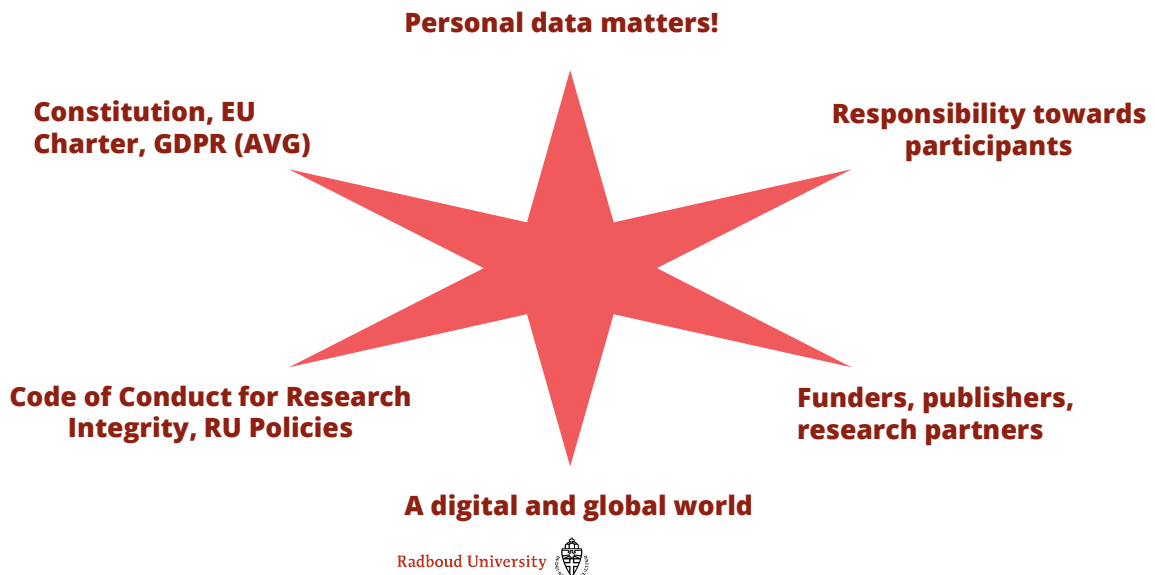 Personal data matters!
Constitution, EU
Charter, GDPR (AVG)
Responsibility towards
participants
Code of Conduct for Research
Integrity, RU Policies
Funders, publishers,
research partners
A digital and global world
Radboud University